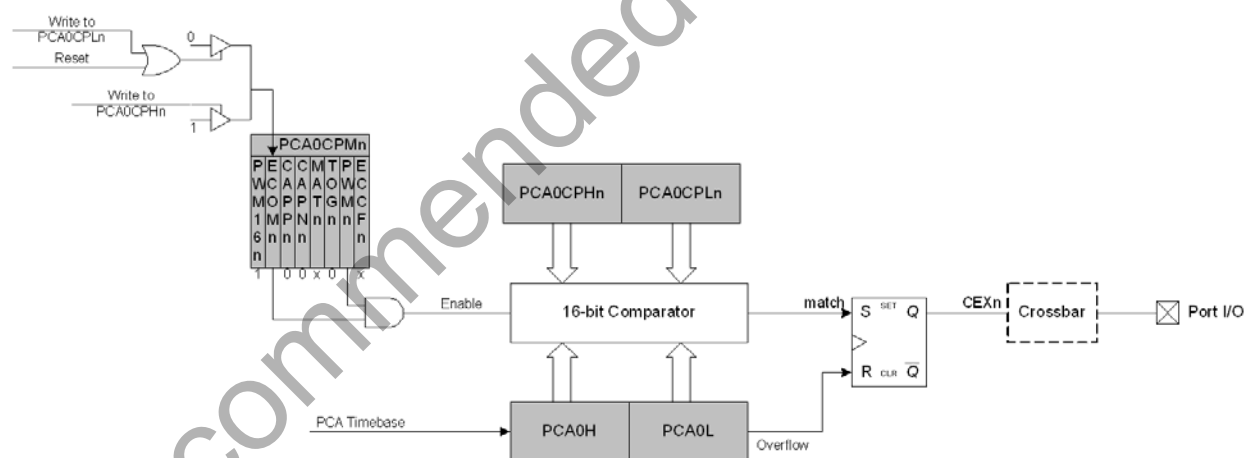 Write to
PCA0CPLn
Reset
0
Write to
PCA0CPHn
1
PCA0CPMn
P E C C M T P E
W C A A A O W C
M O P P T G M C
1 M P N n n n F
6 n n n n
n
1 0 0 x 0 x
Enable
PCA0CPHn PCA0CPLn
16-bit Comparator
match
S SET Q
R CLR Q
CEXn
Crossbar
Port I/O
PCA Timebase
PCA0H PCA0L
Overflow
commended